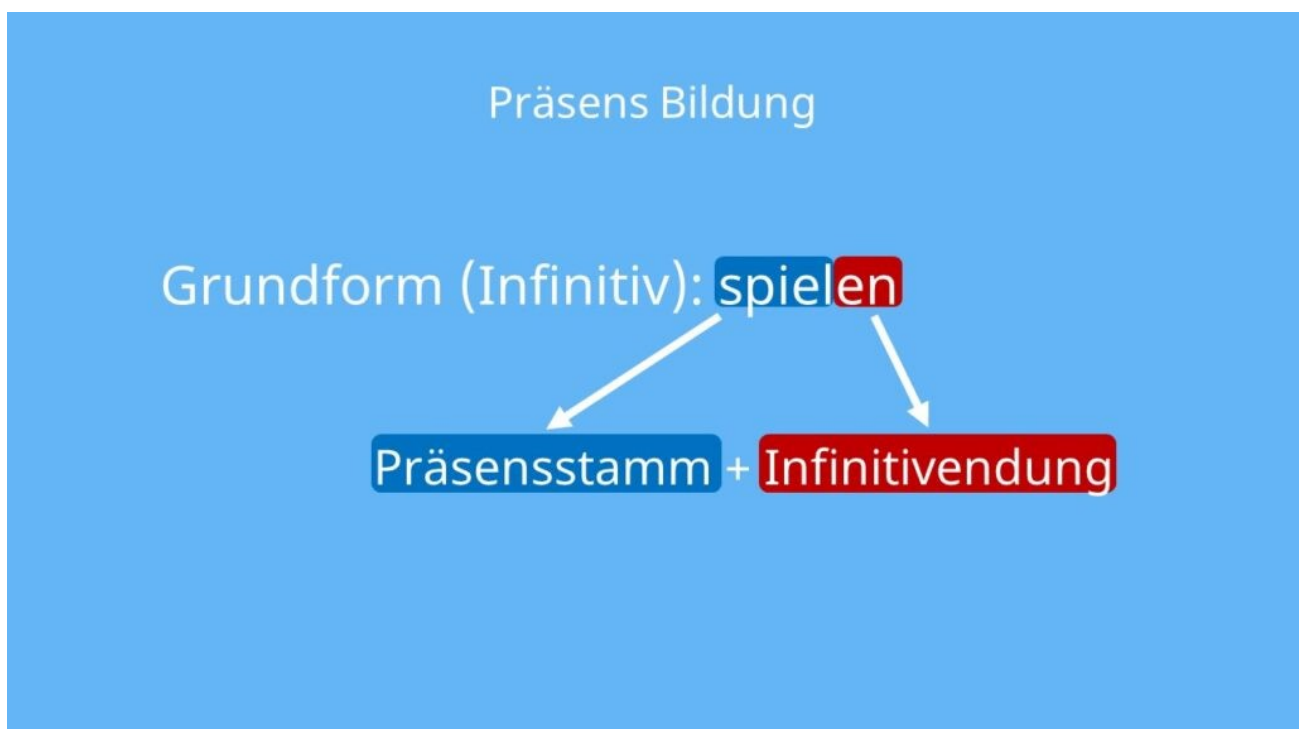 Präsens Bildung
Grundform (Infinitiv): spielen
Präsensstamm + Infinitivendung